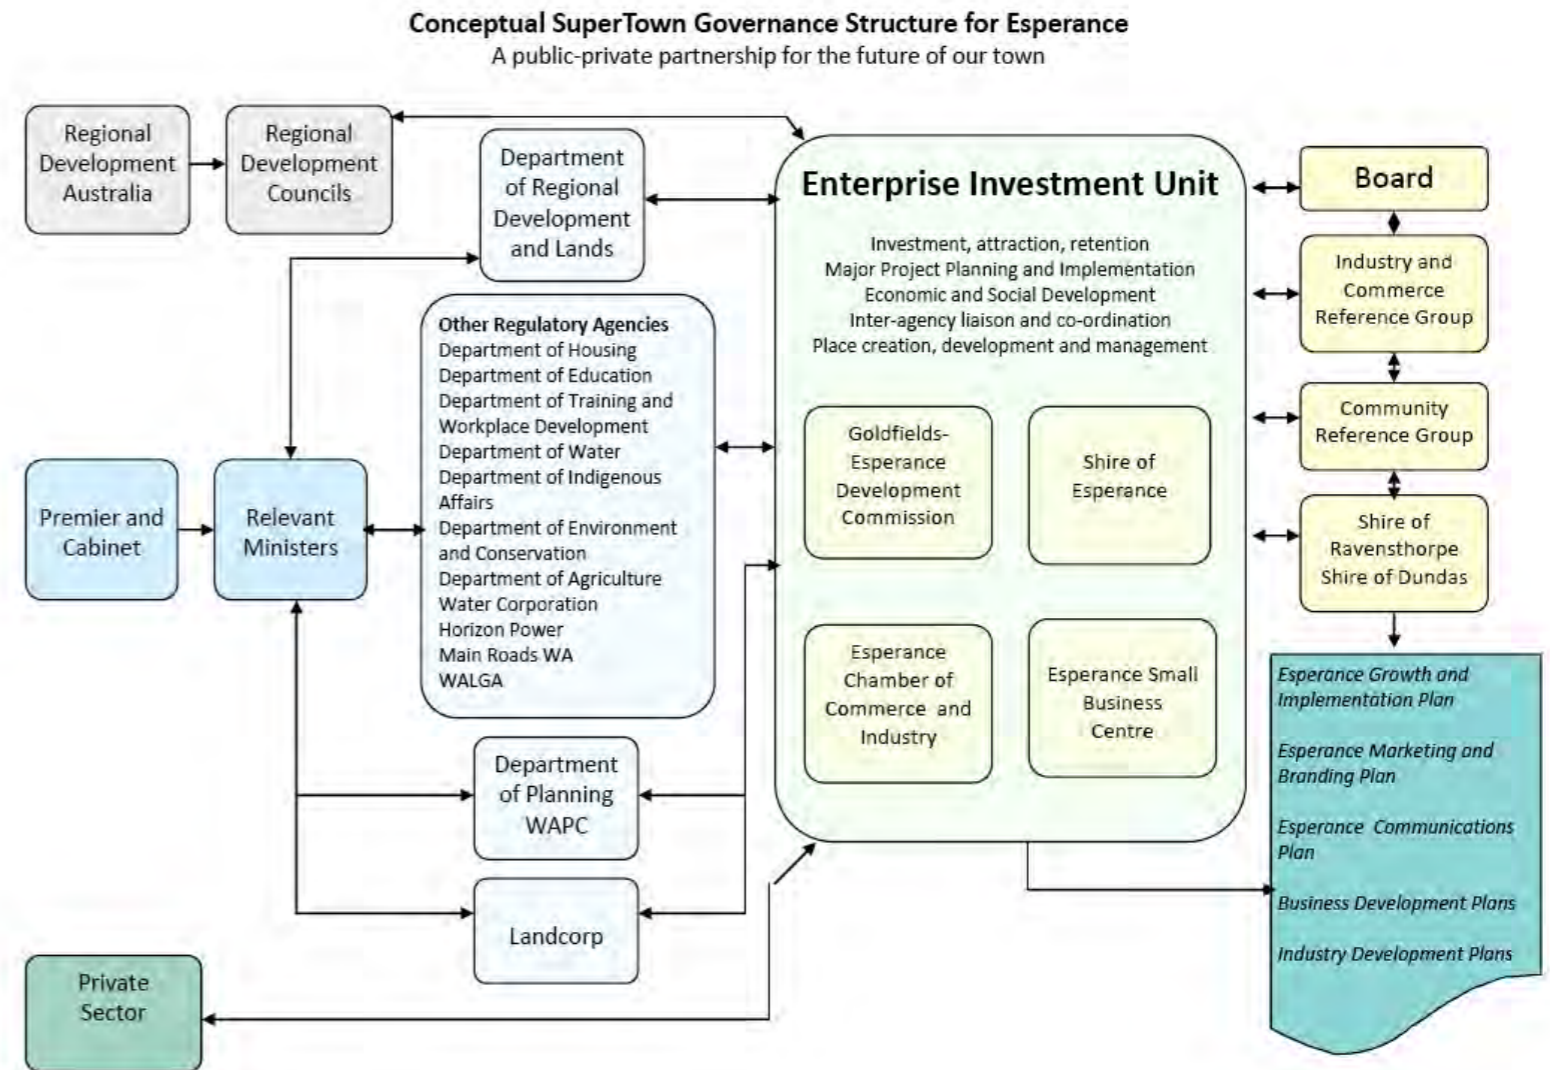 Conceptual SuperTown Governance Structure for Esperance
A public-private partnership for the future of our town
Regional
Development
Australia
Regional
Development
Councils
Department
of Regional
Development
and Lands
Other Regulatory Agencies
Department of Housing
Department of Education
Department of Training and
Workplace Development
Department of Water
Department of Indigenous
Affairs
Department of Environment
and Conservation
Department of Agriculture
Water Corporation
Horizon Power
Main Roads WA
WALGA
Premier and
Cabinet
Relevant
Ministers
Department
of Planning
WAPC
Landcorp
Private
Sector
Enterprise Investment Unit
Investment, attraction, retention
Major Project Planning and Implementation
Economic and Social Development
Inter-agency liaison and co-ordination
Place creation, development and management
Goldfields-
Esperance
Development
Commission
Shire of
Esperance
Esperance
Chamber of
Commerce and
Industry
Esperance Small
Business
Centre
Board
Industry and
Commerce
Reference Group
Community
Reference Group
Shire of
Ravensthorpe
Shire of Dundas
Esperance Growth and
Implementation Plan
Esperance Marketing and
Branding Plan
Esperance Communications
Plan
Business Development Plans
Industry Development Plans